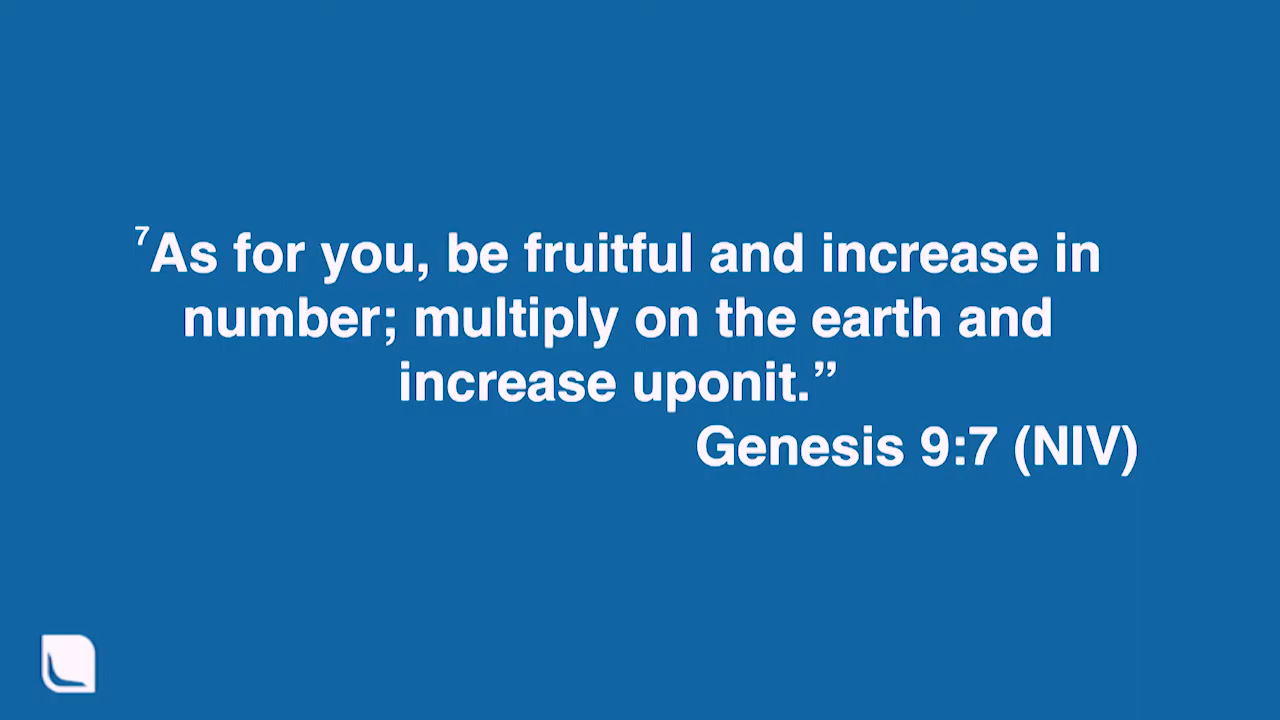 ⁷As for you, be fruitful and increase in
number; multiply on the earth and
increase uponit.”
Genesis 9:7 (NIV)